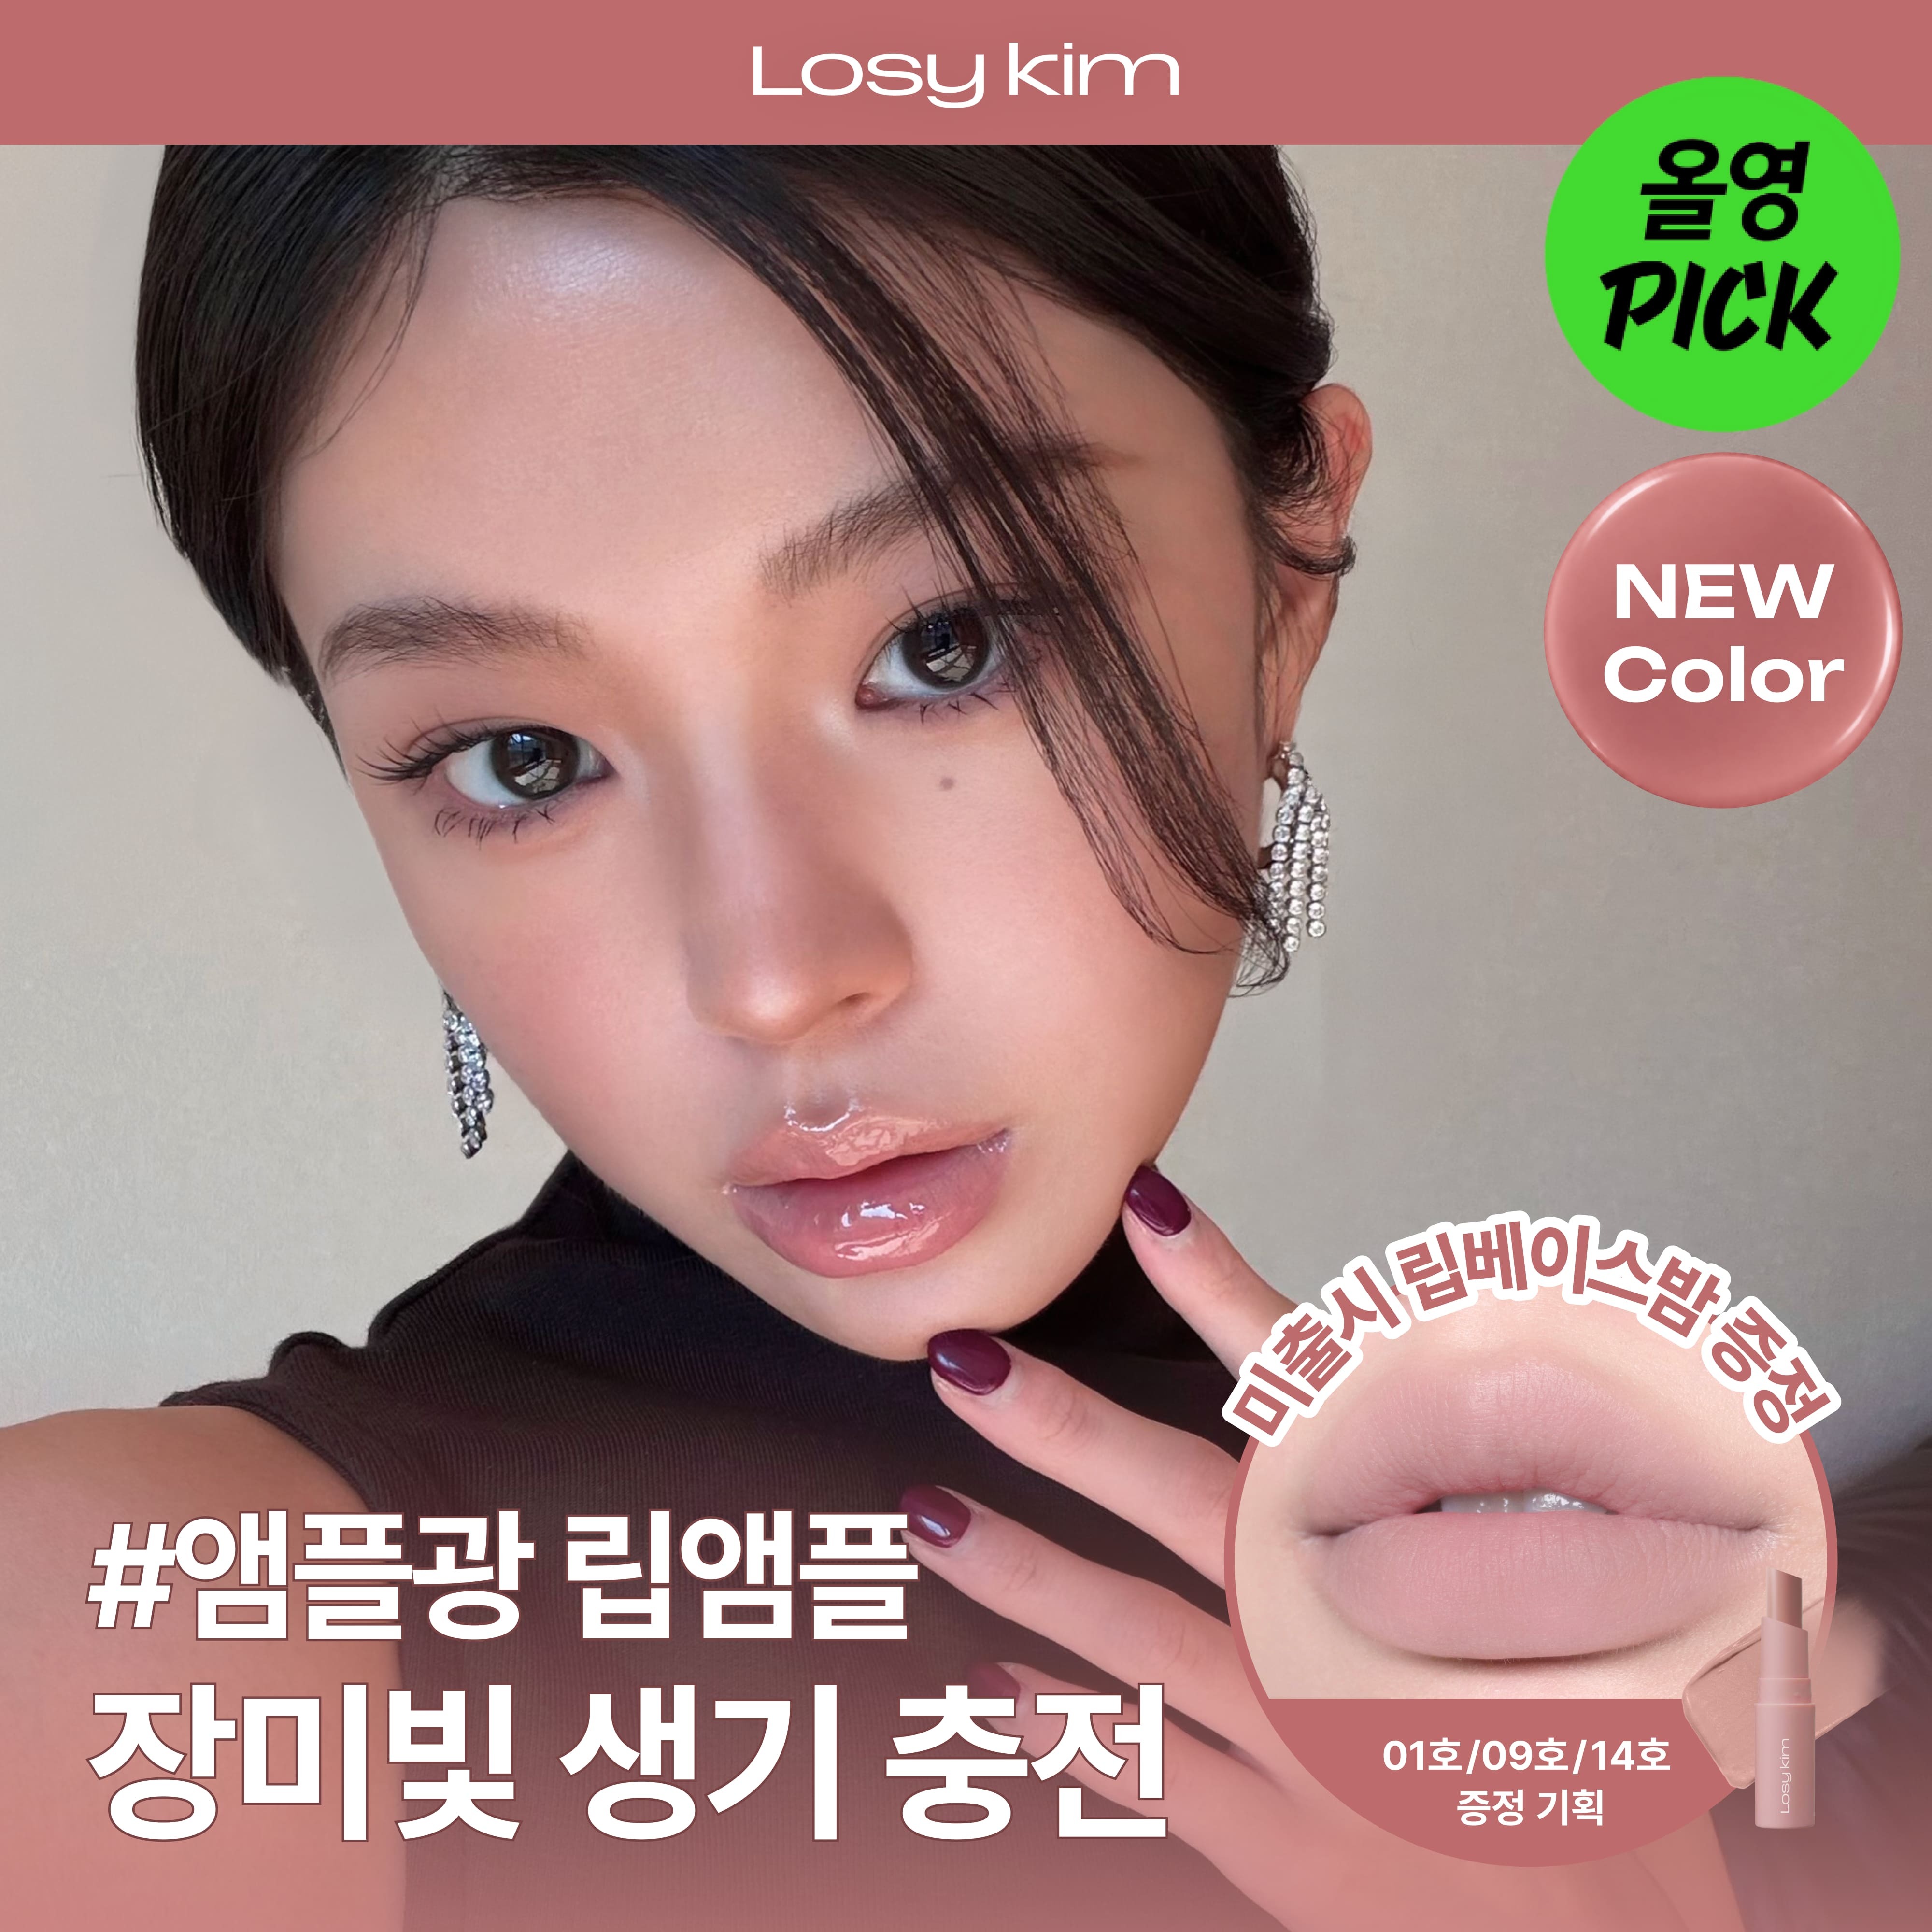 Losy kim
올영
PICK
NEW
Color
미출시 립베이스밤 증정
#앰플광 립앰플
장미빛 생기 충전
01호/09호/14호
증정 기획
Losy kim